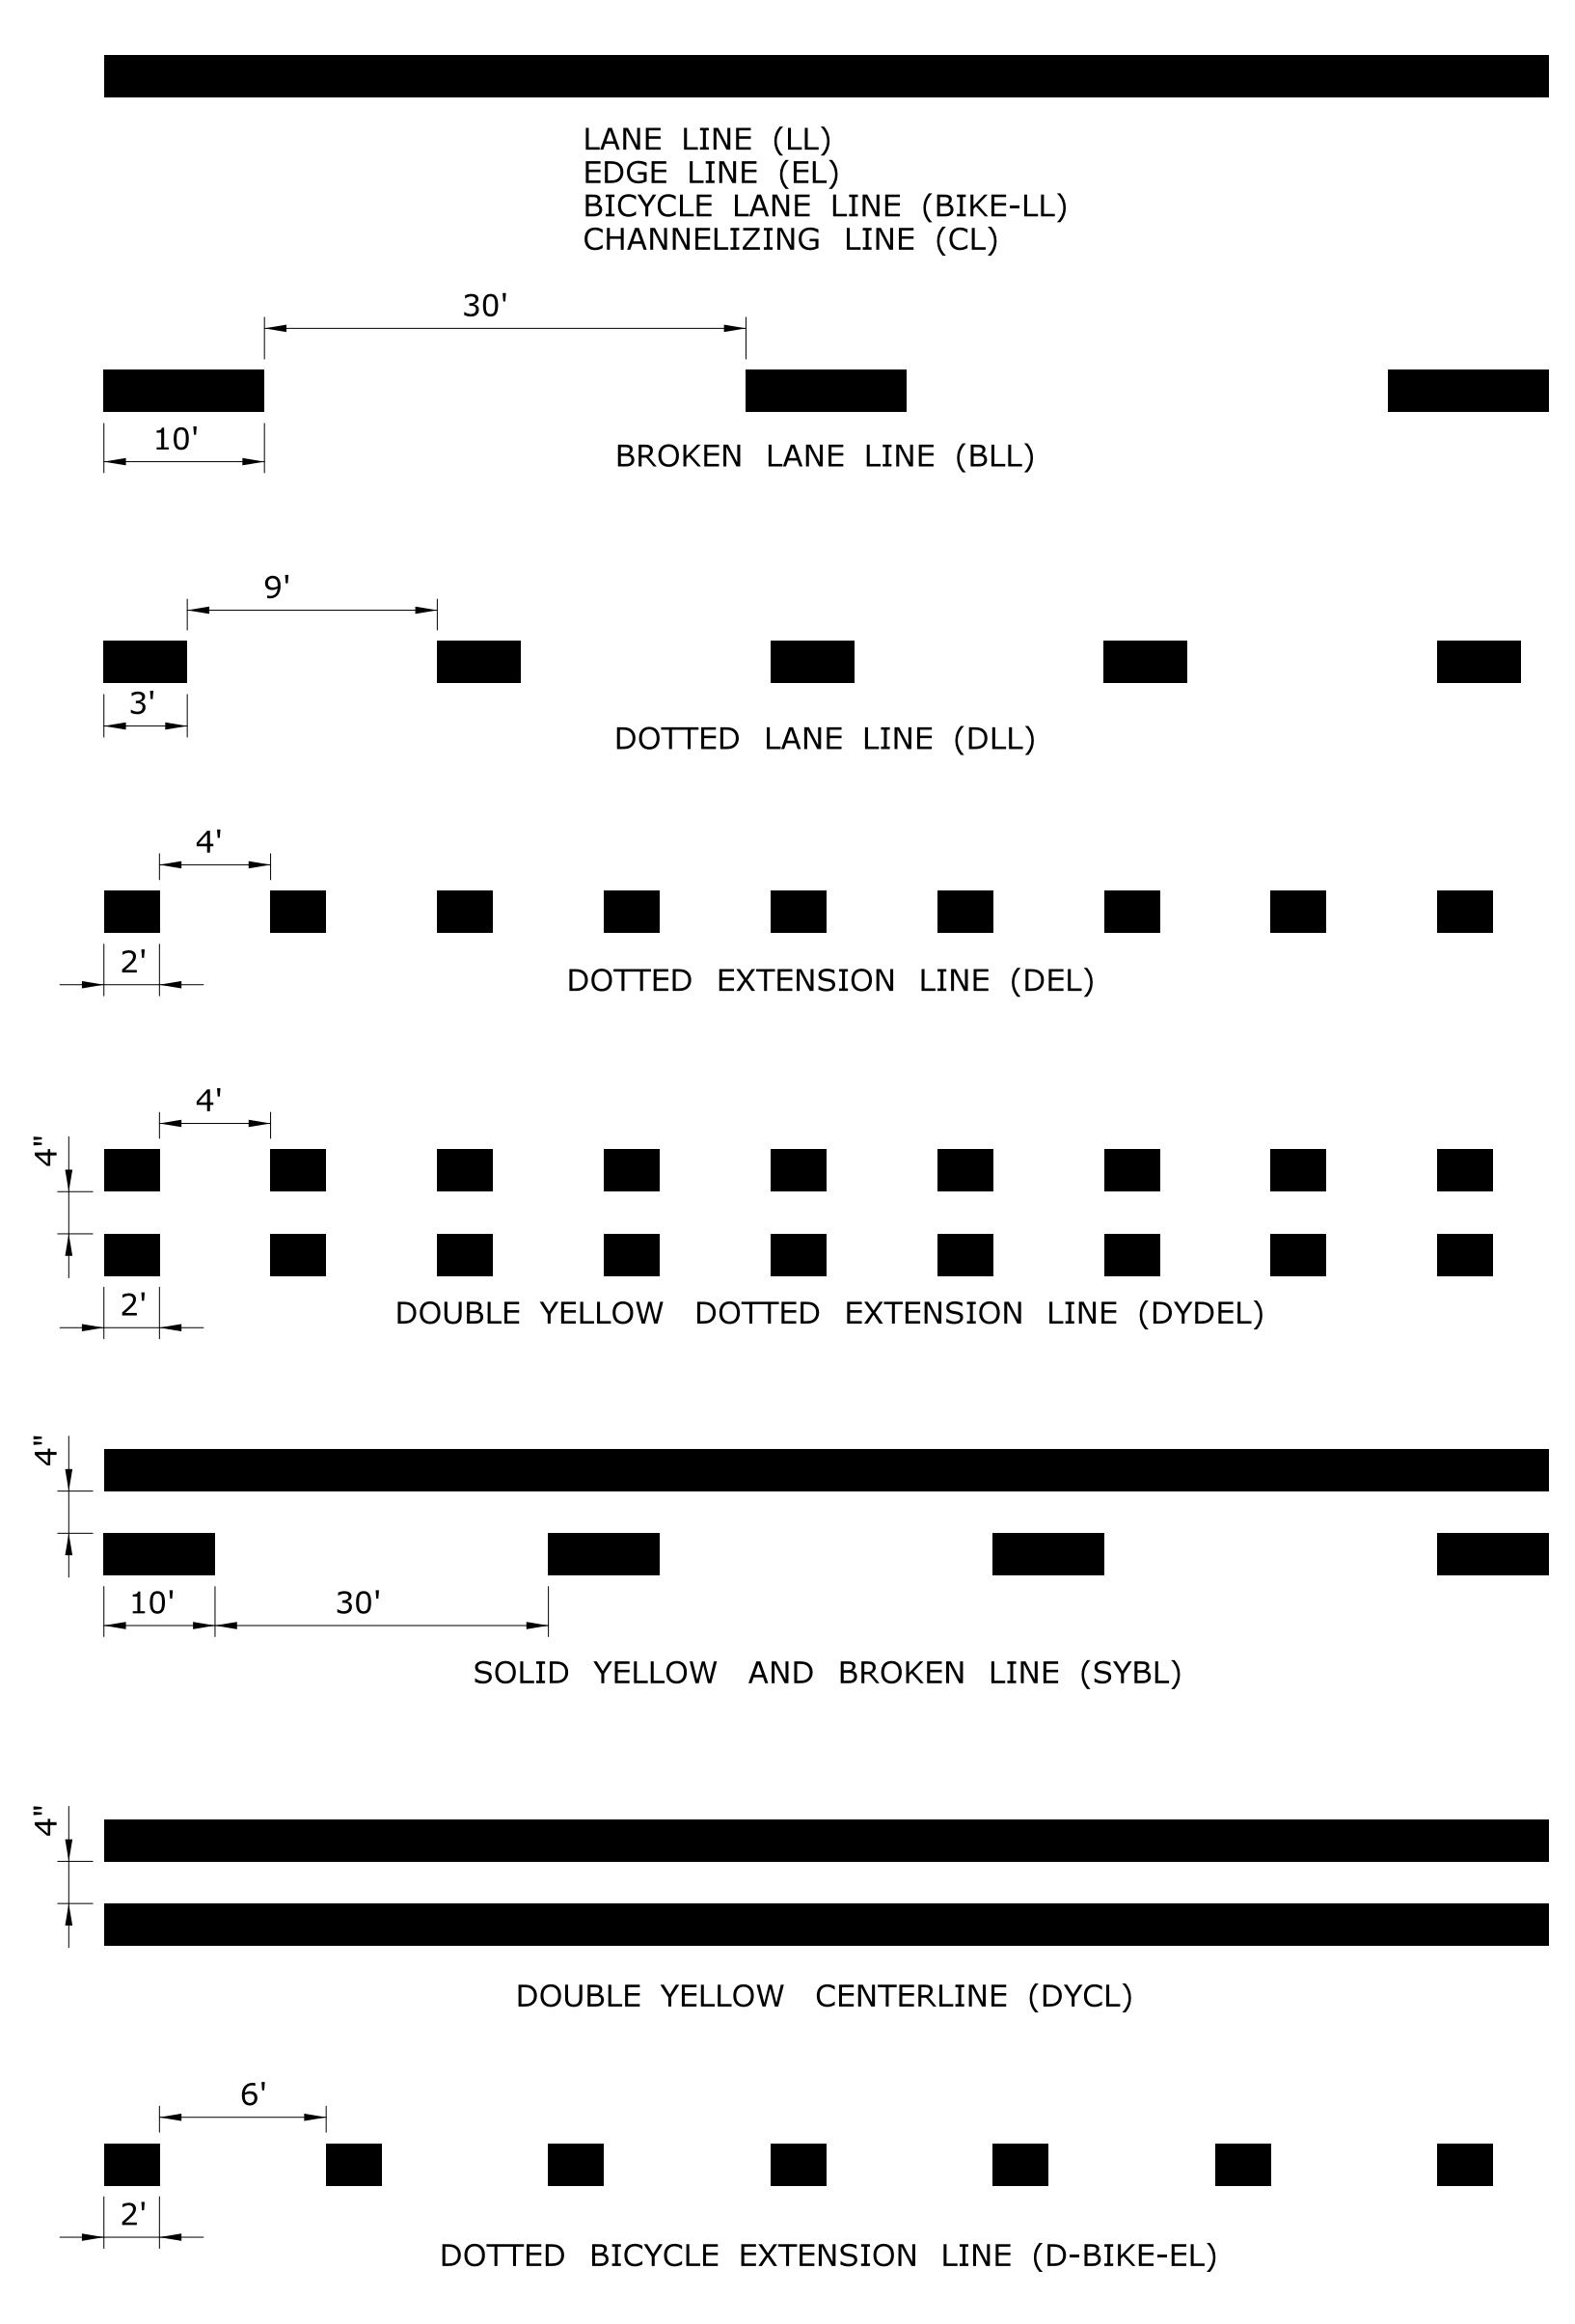 LANE LINE (LL)
EDGE LINE (EL)
BICYCLE LANE LINE (BIKE-LL)
CHANNELIZING LINE (CL)
30'
10'
BROKEN LANE LINE (BLL)
9'
3'
DOTTED LANE LINE (DLL)
4'
2'
DOTTED EXTENSION LINE (DEL)
4'
4"
2'
DOUBLE YELLOW DOTTED EXTENSION LINE (DYDEL)
4"
10' 30'
SOLID YELLOW AND BROKEN LINE (SYBL)
4"
DOUBLE YELLOW CENTERLINE (DYCL)
6'
2'
DOTTED BICYCLE EXTENSION LINE (D-BIKE-EL)